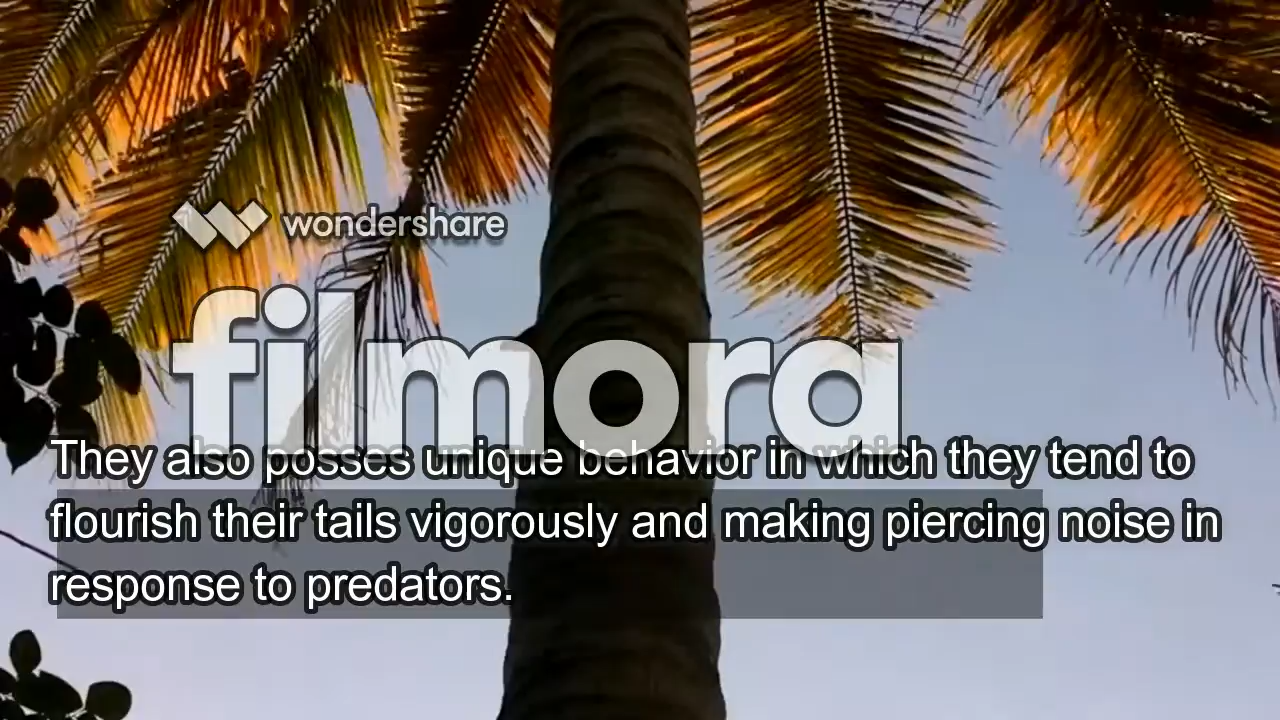 wondershare
filmora
They also posses unique behavior in which they tend to
flourish their tails vigorously and making piercing noise in
response to predators.